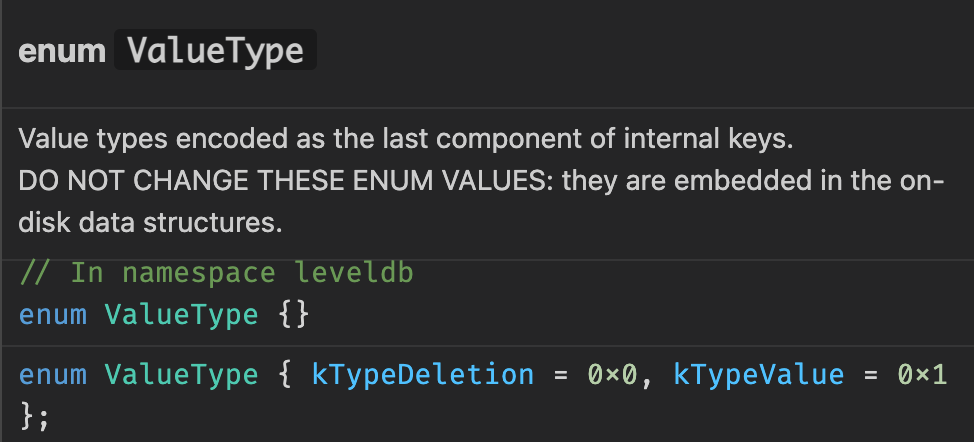 enum ValueType
Value types encoded as the last component of internal keys.
DO NOT CHANGE THESE ENUM VALUES: they are embedded in the on-
disk data structures.
// In namespace leveldb
enum ValueType {}
enum ValueType { kTypeDeletion = 0×0, kTypeValue = 0×1
};